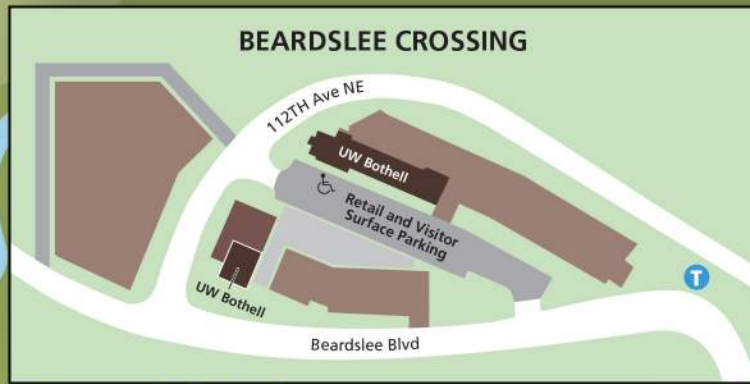 BEARDSLEE CROSSING
112TH Ave NE
UW Bothell
Retail and Visitor
Surface Parking
UW Bothell
Beardslee Blvd
T